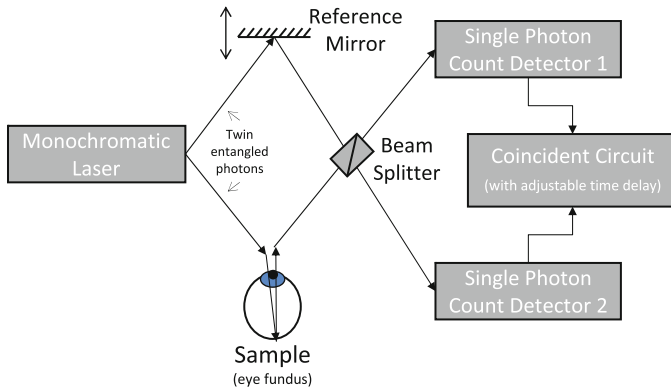 Reference
Mirror
Single Photon
Count Detector 1
Monochromatic
Laser
Twin
entangled
photons
Beam
Splitter
Coincident Circuit
(with adjustable time delay)
Single Photon
Count Detector 2
Sample
(eye fundus)